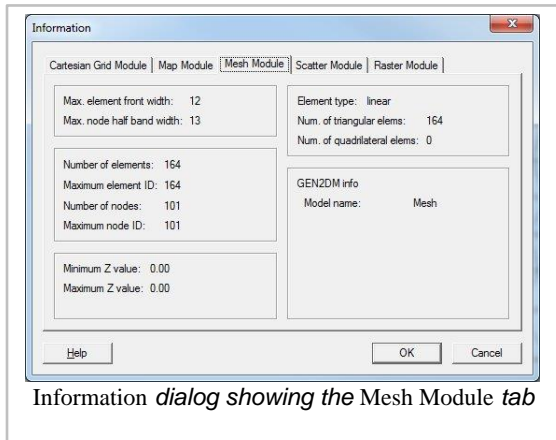 Information
Cartesian Grid Module
Map Module
Mesh Module
Scatter Module
Raster Module
Max. element front width: 12
Max. node half band width: 13
Number of elements: 164
Maximum element ID: 164
Number of nodes: 101
Maximum node ID: 101
Minimum Z value: 0.00
Maximum Z value: 0.00
Element type: linear
Num. of triangular elems: 164
Num. of quadrilateral elems: 0
GEN2DM info
Model name: Mesh
Help
OK
Cancel
Information dialog showing the Mesh Module tab